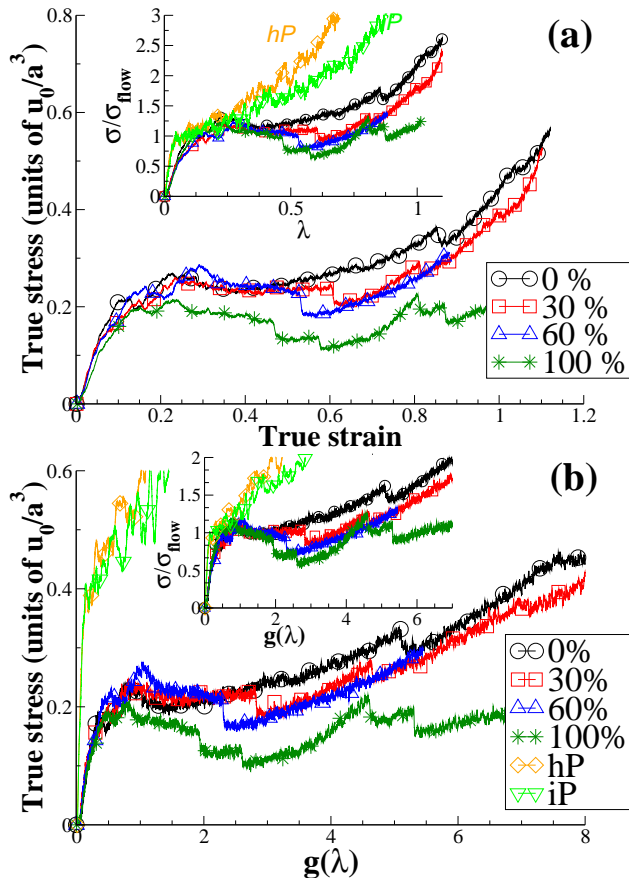 (a)
True stress (units of u0/a3)
0.8
0.6
0.4
0.2
0
0 0.2 0.4 0.6 0.8 1 1.2
True strain
σ/σflow
3
2.5
2
1.5
1
0.5
0
0 0.5 1
λ
hP
P
0 %
30 %
60 %
100 %
(b)
True stress (units of u0/a3)
0.6
0.4
0.2
0
0 2 4 6 8
g(λ)
σ/σflow
2
1.5
1
0.5
0
0 2 4 6
g(λ)
0%
30%
60%
100%
hP
iP